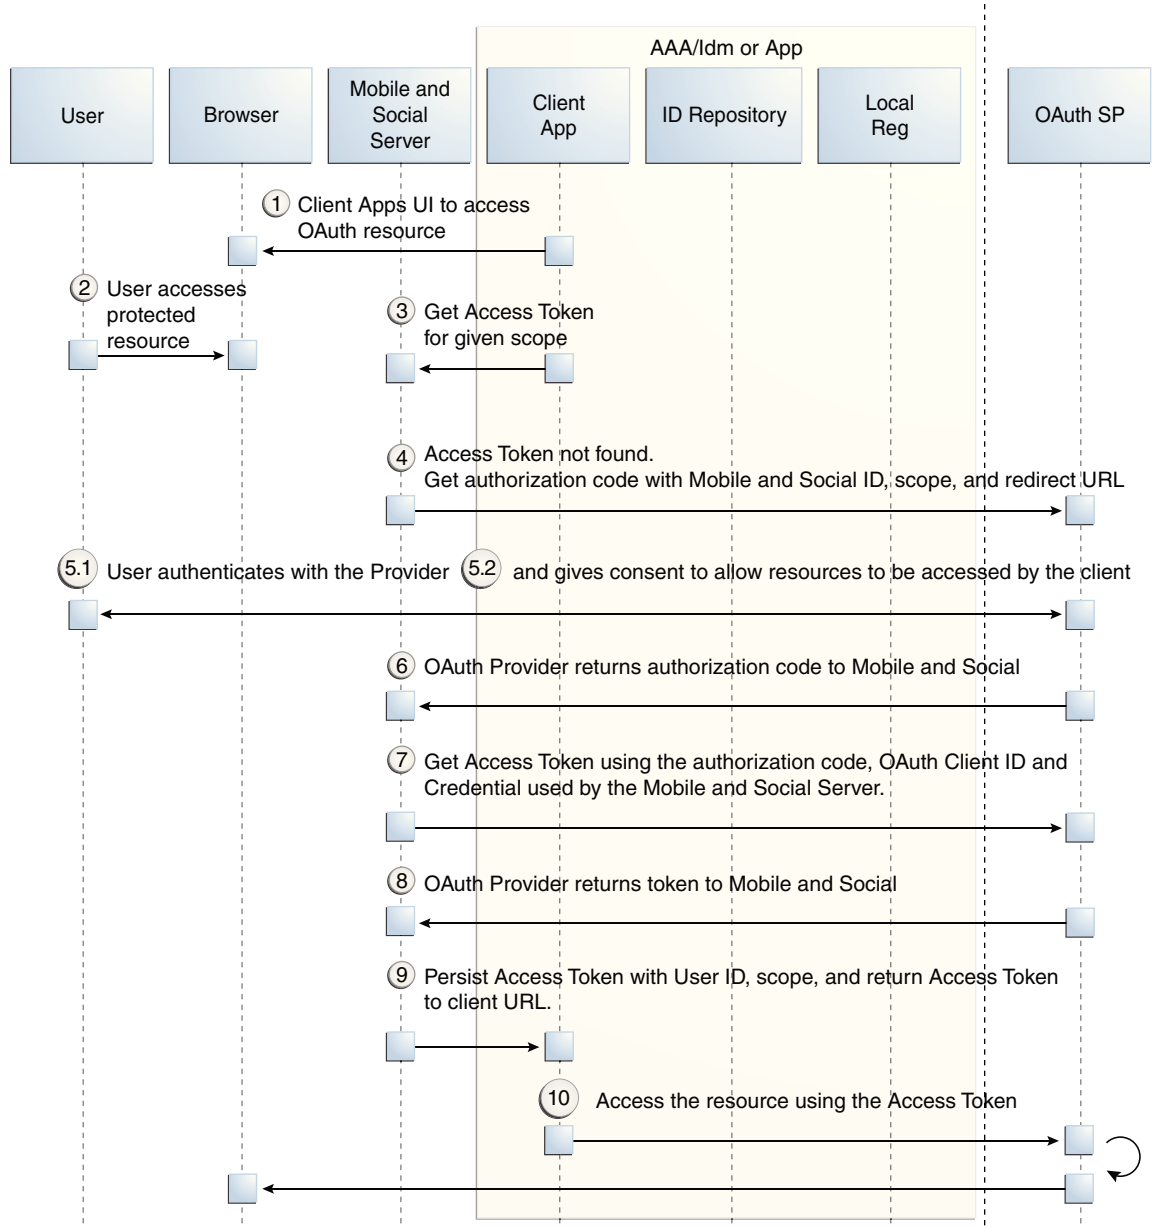 AAA/Idm or App
User
Browser
Mobile and
Social
Server
Client
App
ID Repository
Local
Reg
OAuth SP
1 Client Apps UI to access
OAuth resource
2 User accesses
protected
resource
3 Get Access Token
for given scope
4 Access Token not found.
Get authorization code with Mobile and Social ID, scope, and redirect URL
5.1 User authenticates with the Provider 5.2 and gives consent to allow resources to be accessed by the client
6 OAuth Provider returns authorization code to Mobile and Social
7 Get Access Token using the authorization code, OAuth Client ID and
Credential used by the Mobile and Social Server.
8 OAuth Provider returns token to Mobile and Social
9 Persist Access Token with User ID, scope, and return Access Token
to client URL.
10 Access the resource using the Access Token